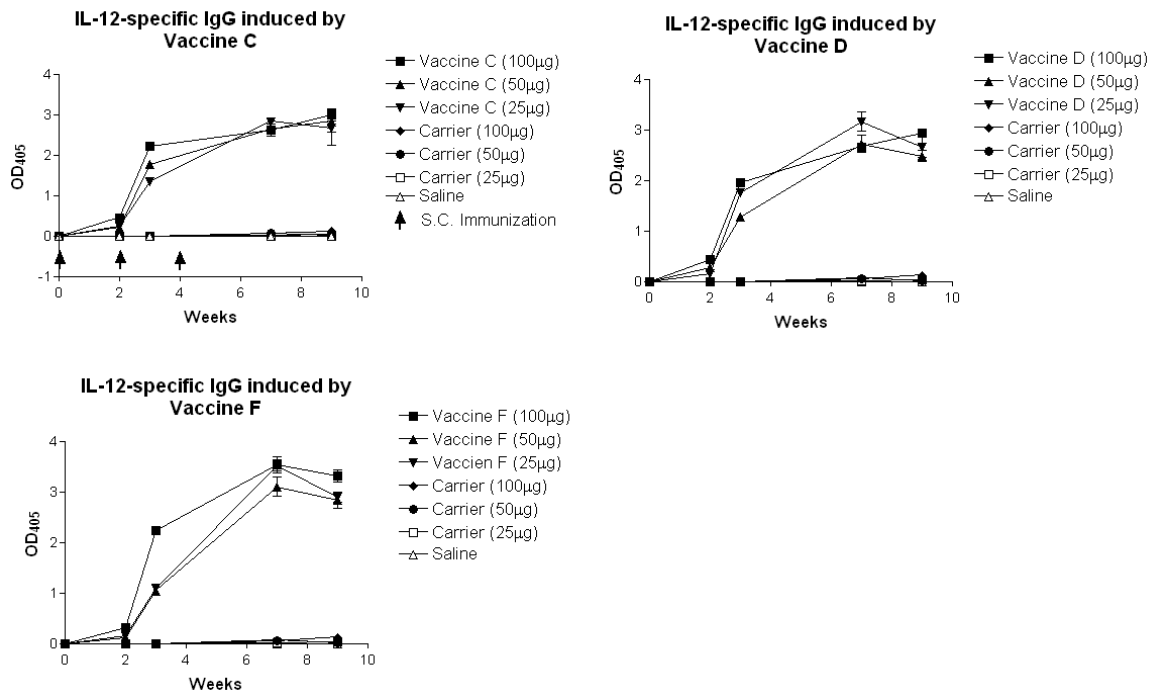 IL-12-specific IgG induced by
Vaccine C
4
3
2
1
0
-1
OD405
0
2
4
6
8
10
Weeks
Vaccine C (100µg)
Vaccine C (50µg)
Vaccine C (25µg)
Carrier (100µg)
Carrier (50µg)
Carrier (25µg)
Saline
S.C. Immunization
IL-12-specific IgG induced by
Vaccine D
4
3
2
1
0
OD405
0
2
4
6
8
10
Weeks
Vaccine D (100µg)
Vaccine D (50µg)
Vaccine D (25µg)
Carrier (100µg)
Carrier (50µg)
Carrier (25µg)
Saline
IL-12-specific IgG induced by
Vaccine F
4
3
2
1
0
OD405
0
2
4
6
8
10
Weeks
Vaccine F (100µg)
Vaccine F (50µg)
Vaccien F (25µg)
Carrier (100µg)
Carrier (50µg)
Carrier (25µg)
Saline